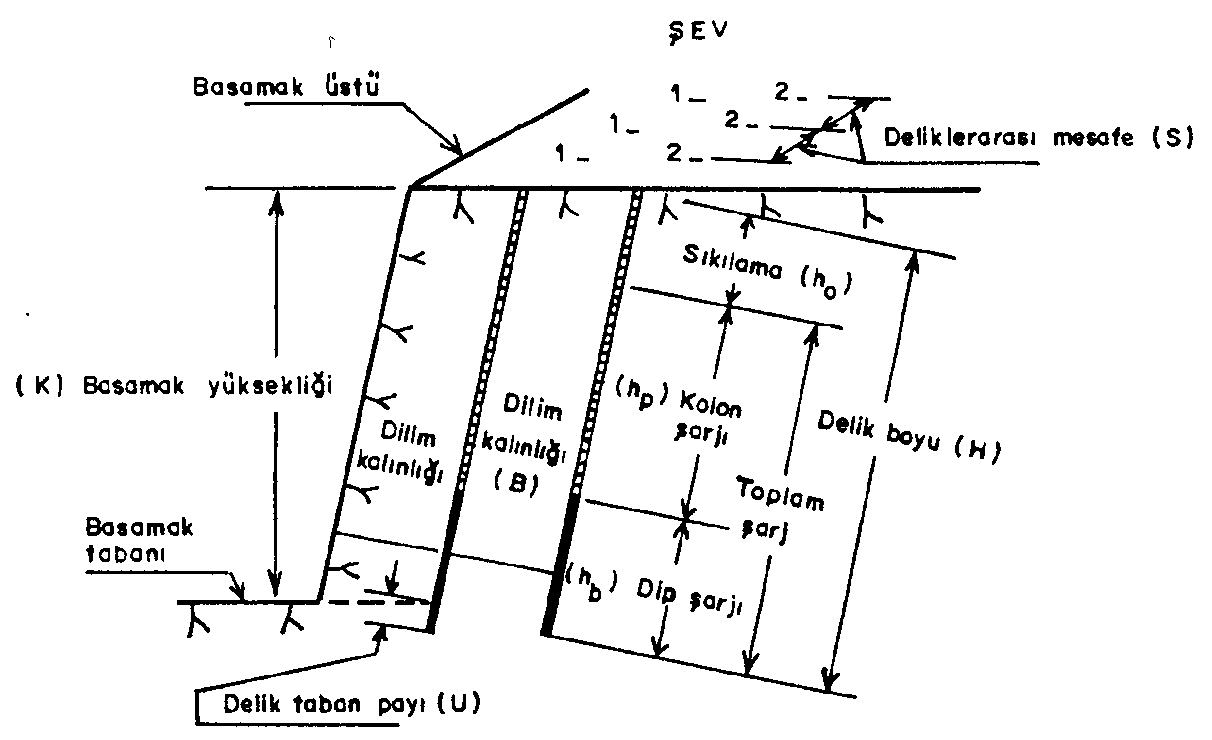 ŞEV
Basamak üstü
1_ 2_
1_ 2_
1_ 2_
Deliklerarası mesafe (S)
Sıkılama (ho)
(K) Basamak yüksekliği
Dilim
kalınlığı
Dilim
kalınlığı
(B)
(hp) Kolon
şarjı
Delik boyu (H)
Toplam
şarj
Basamak
tabanı
(hb) Dip şarjı
Delik taban payı (U)